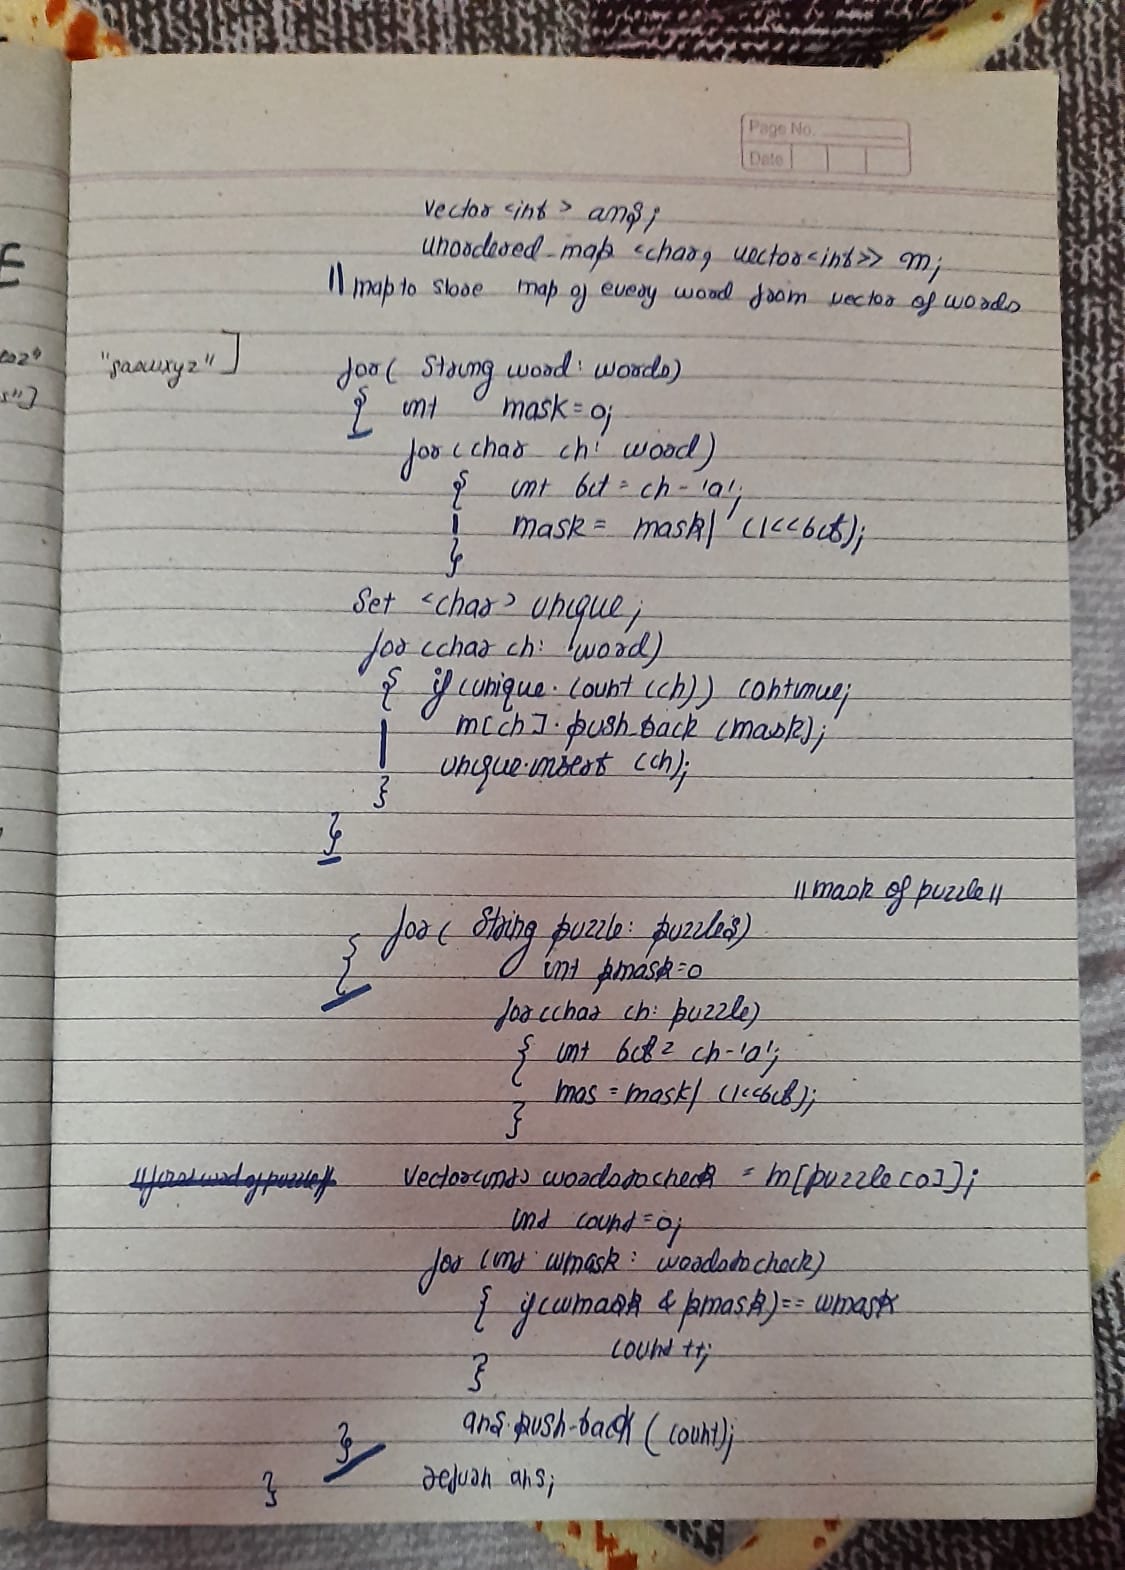 Page No.
Date
vector <int> ans;
unordered_map <char, vector<int>> m;
|| map to store map of every word from vector of words
"saowxyz"]
for( String word: words)
{ int mask = 0;
for (char ch: word)
{ int bit = ch - 'a';
mask = mask| (1<<bit);
}
Set <char> unique;
for (char ch: word)
{ if (unique.count (ch)) continue;
m[ch].push_back (mask);
unique.insert (ch);
}
}
|| mask of puzzle ||
for( String puzzle: puzzles)
{ int pmask=0
for (char ch: puzzle)
{ int bit = ch-'a';
mas = mask| (1<<bit);
}
Vector<int> wordstocheck = m[puzzle[0]];
int count=0;
for (int wmask: wordstocheck)
{ if (wmask & pmask)== wmask
count ++;
}
ans.push-back (count);
}
return ans;
}